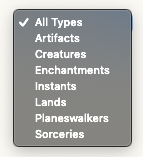 ✓ All Types
Artifacts
Creatures
Enchantments
Instants
Lands
Planeswalkers
Sorceries